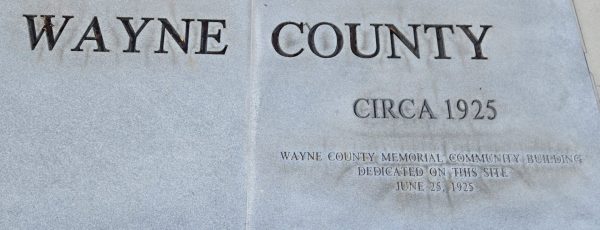 WAYNE COUNTY
CIRCA 1925
WAYNE COUNTY MEMORIAL COMMUNITY BUILDING
DEDICATED ON THIS SITE
JUNE 25, 1925